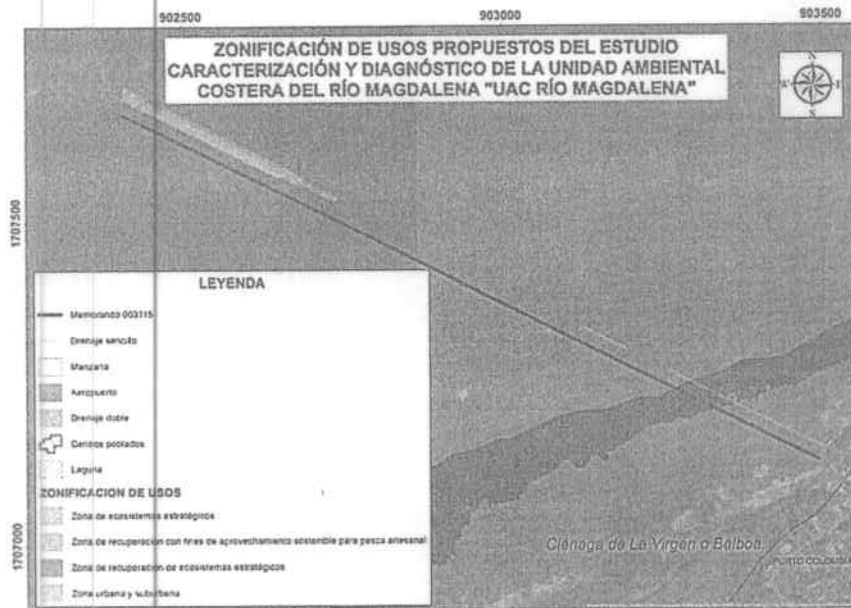 902500 903000 903500
ZONIFICACIÓN DE USOS PROPUESTOS DEL ESTUDIO
CARACTERIZACIÓN Y DIAGNÓSTICO DE LA UNIDAD AMBIENTAL
COSTERA DEL RÍO MAGDALENA "UAC RÍO MAGDALENA"
N
W E
S
1707500
LEYENDA
Memorando 003315
Drenaje sencillo
Manzana
Aeropuerto
Drenaje doble
Centros poblados
Laguna
ZONIFICACION DE USOS
Zona de ecosistemas estratégicos
Zona de recuperación con fines de aprovechamiento sostenible para pesca artesanal
Zona de recuperación de ecosistemas estratégicos
Zona urbana y suburbana
1707000
Ciénaga de La Virgen o Balboa
PURTO COLOMBIA